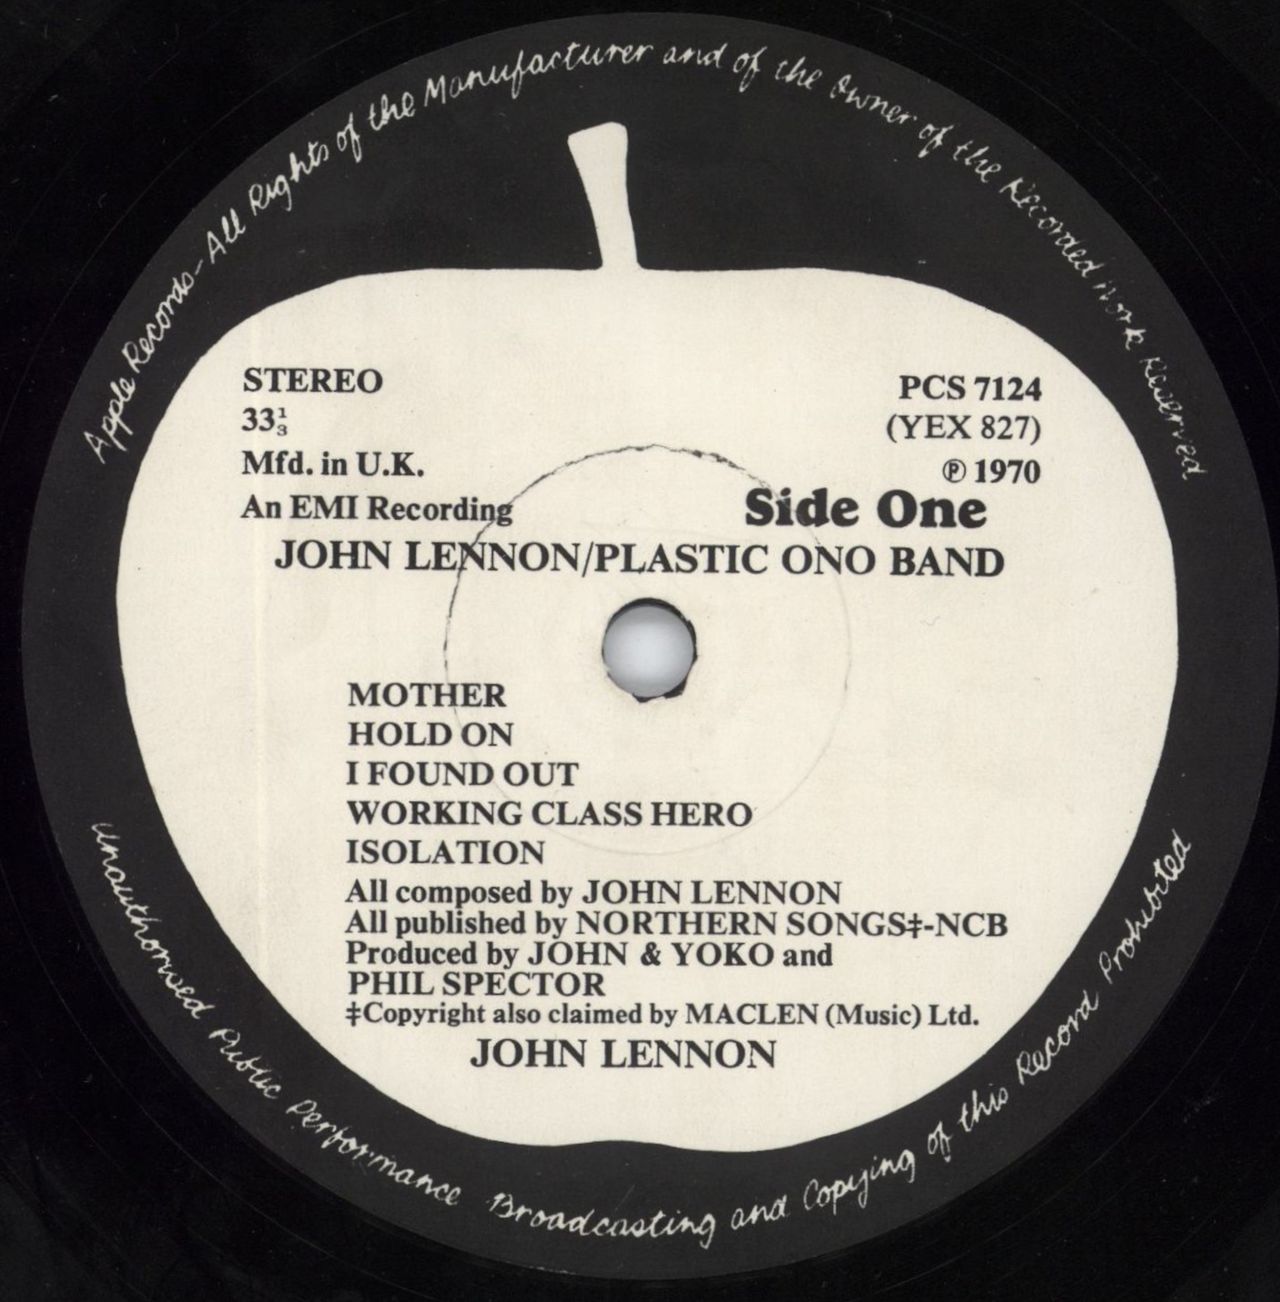 Apple Records-All Rights of the Manufacturer and of the Owner of the Recorded Work Reserved
STEREO
33⅓
Mfd. in U.K.
An EMI Recording
PCS 7124
(YEX 827)
℗ 1970
Side One
JOHN LENNON/PLASTIC ONO BAND
MOTHER
HOLD ON
I FOUND OUT
WORKING CLASS HERO
ISOLATION
All composed by JOHN LENNON
All published by NORTHERN SONGS‡-NCB
Produced by JOHN & YOKO and
PHIL SPECTOR
‡Copyright also claimed by MACLEN (Music) Ltd.
JOHN LENNON
Unauthorised Public Performance Broadcasting and Copying of this Record Prohibited